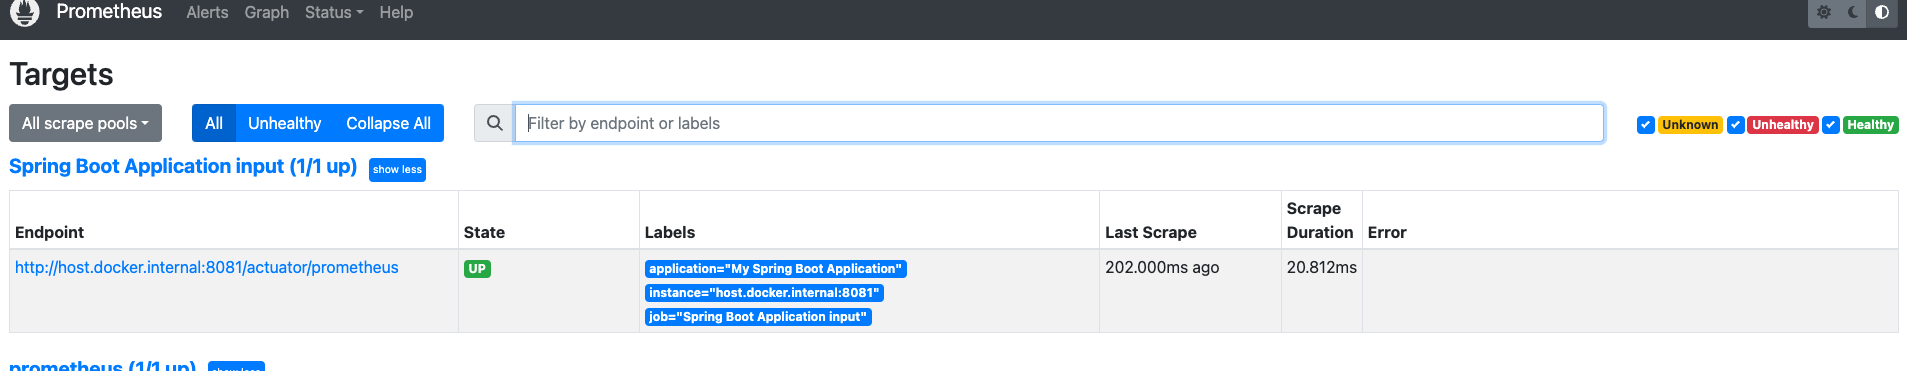 Prometheus Alerts Graph Status Help
Targets
All scrape pools All Unhealthy Collapse All Filter by endpoint or labels Unknown Unhealthy Healthy
Spring Boot Application input (1/1 up) show less
Endpoint State Labels Last Scrape Scrape Duration Error
http://host.docker.internal:8081/actuator/prometheus UP application="My Spring Boot Application" 202.000ms ago 20.812ms
instance="host.docker.internal:8081"
job="Spring Boot Application input"
prometheus (1/1 up) show less